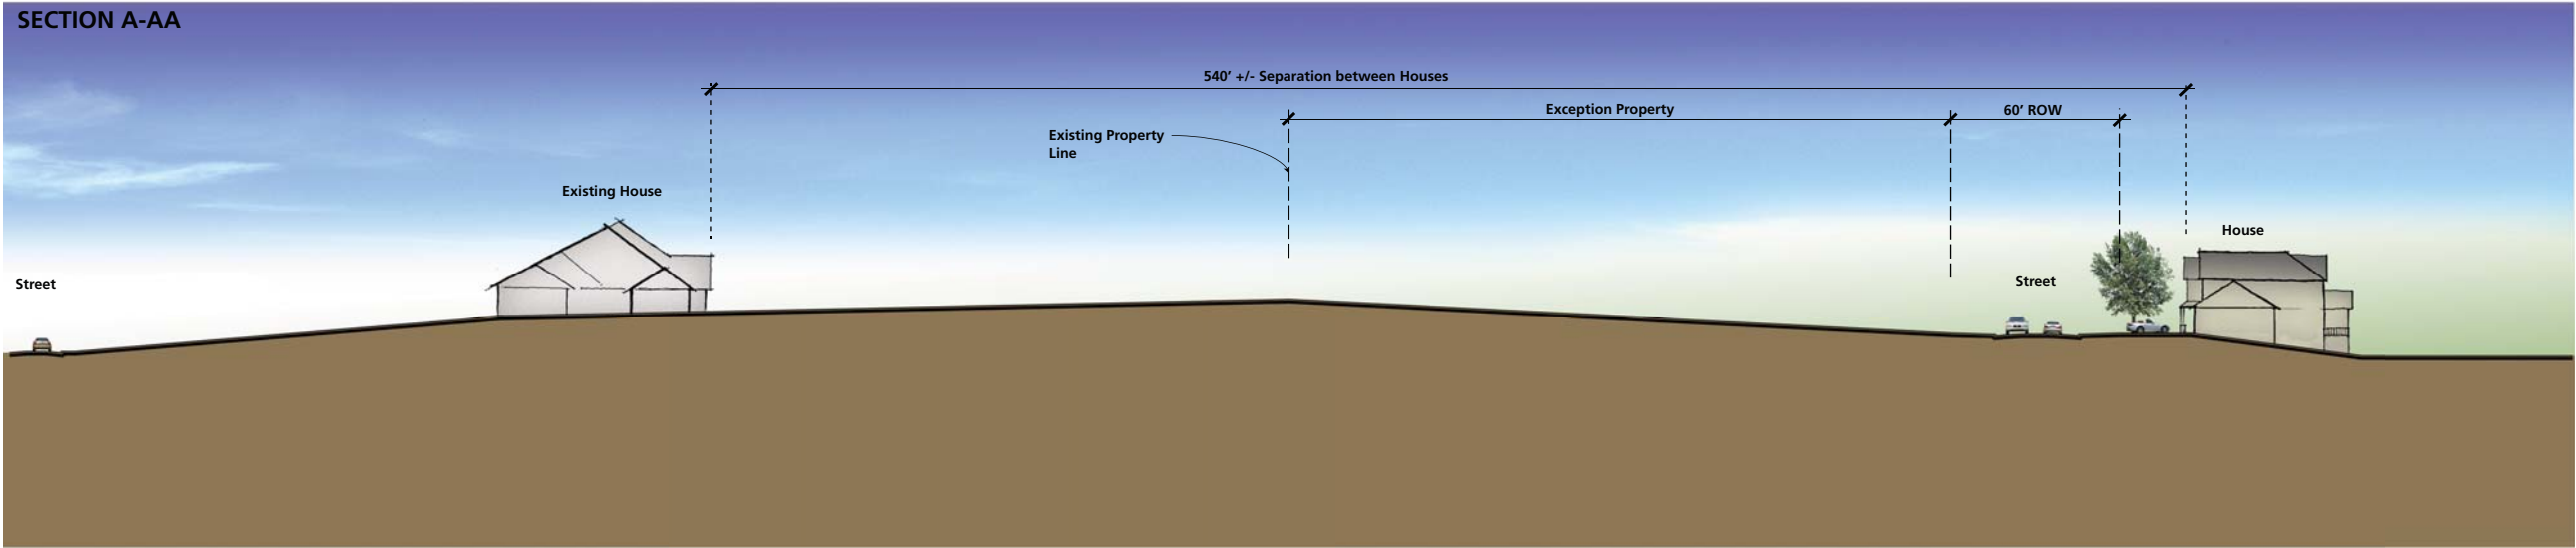 SECTION A-AA
540’ +/- Separation between Houses
Exception Property
60’ ROW
Existing Property
Line
Existing House
House
Street
Street